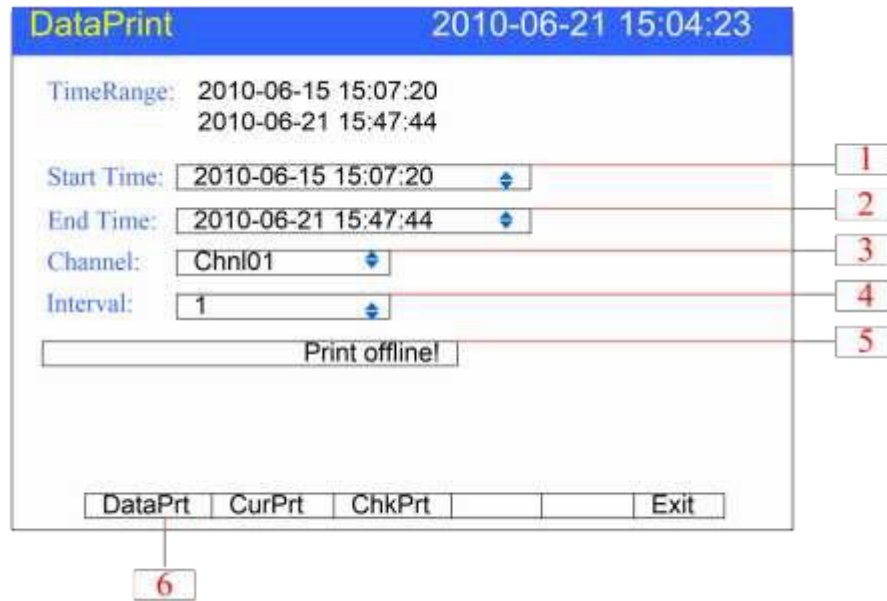 DataPrint 2010-06-21 15:04:23
TimeRange: 2010-06-15 15:07:20
2010-06-21 15:47:44
Start Time: 2010-06-15 15:07:20 1
End Time: 2010-06-21 15:47:44 2
Channel: Chnl01 3
Interval: 1 4
Print offline! 5
DataPrt CurPrt ChkPrt Exit
6